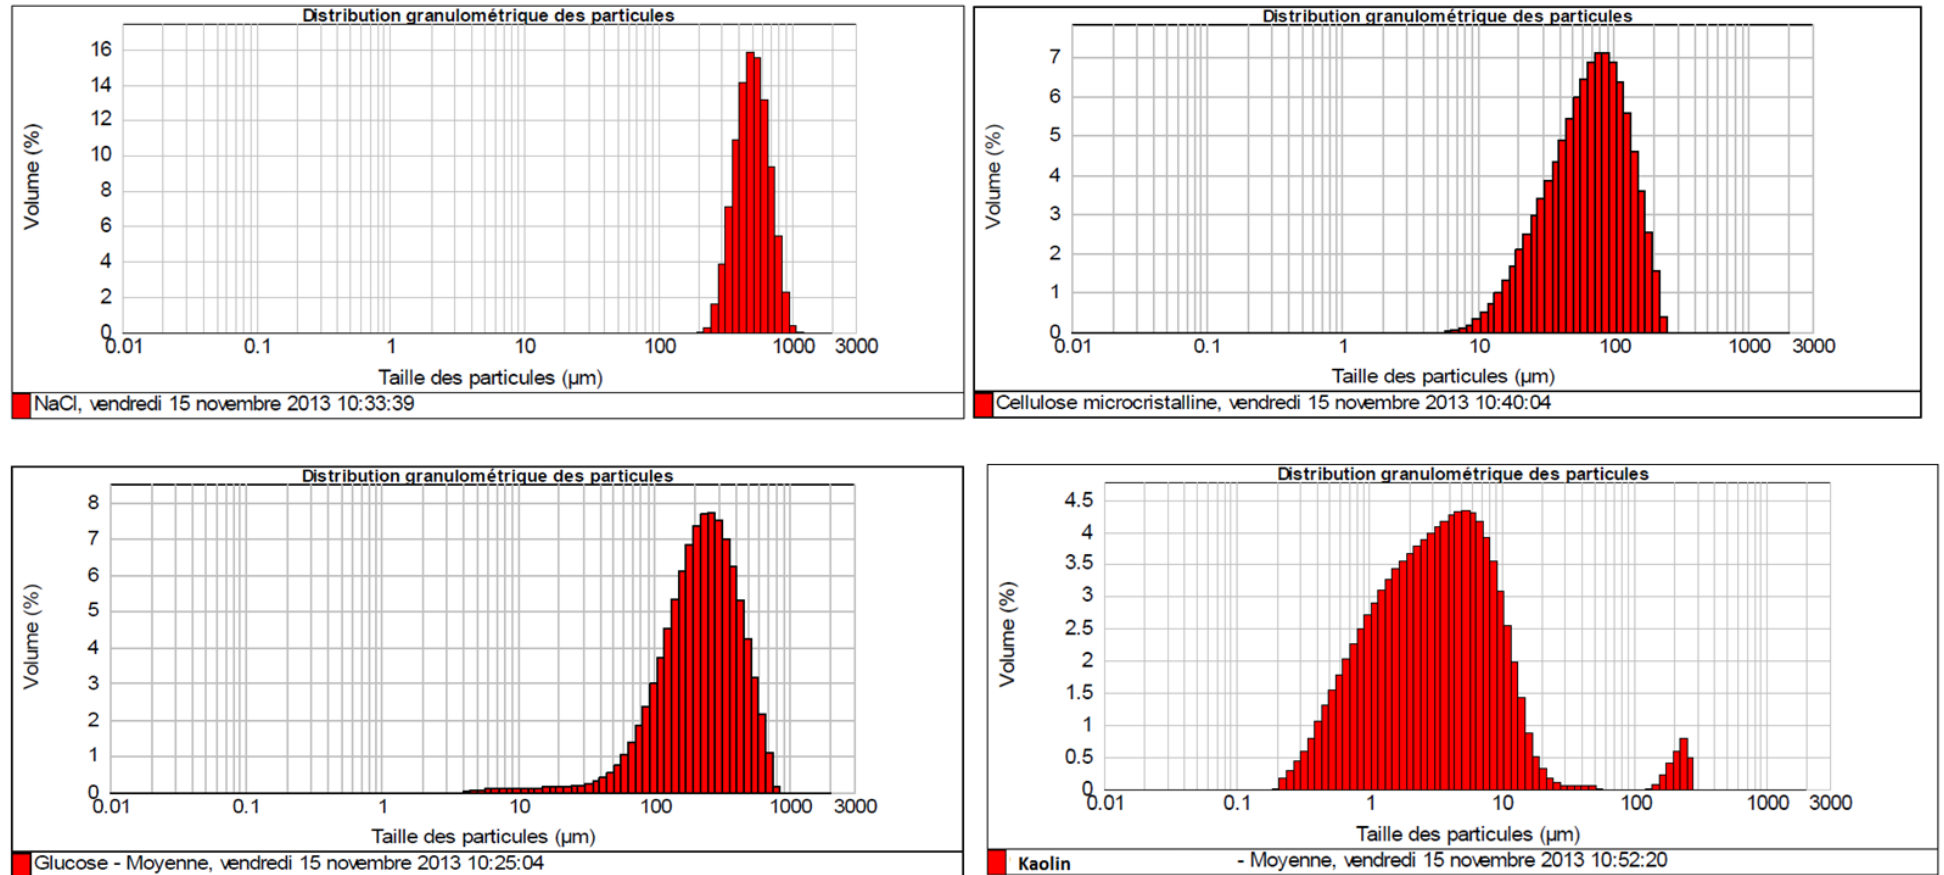 Distribution granulométrique des particules
Volume (%)
16
14
12
10
8
6
4
2
0
0.01 0.1 1 10 100 1000 3000
Taille des particules (µm)
NaCl, vendredi 15 novembre 2013 10:33:39
Distribution granulométrique des particules
Volume (%)
7
6
5
4
3
2
1
0
0.01 0.1 1 10 100 1000 3000
Taille des particules (µm)
Cellulose microcristalline, vendredi 15 novembre 2013 10:40:04
Distribution granulométrique des particules
Volume (%)
8
7
6
5
4
3
2
1
0
0.01 0.1 1 10 100 1000 3000
Taille des particules (µm)
Glucose - Moyenne, vendredi 15 novembre 2013 10:25:04
Distribution granulométrique des particules
Volume (%)
4.5
4
3.5
3
2.5
2
1.5
1
0.5
0
0.01 0.1 1 10 100 1000 3000
Taille des particules (µm)
Kaolin - Moyenne, vendredi 15 novembre 2013 10:52:20